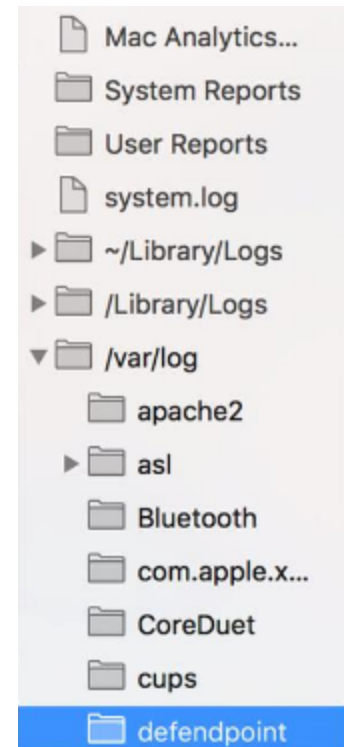 Mac Analytics...
System Reports
User Reports
system.log
~/Library/Logs
/Library/Logs
/var/log
apache2
asl
Bluetooth
com.apple.x...
CoreDuet
cups
defendpoint